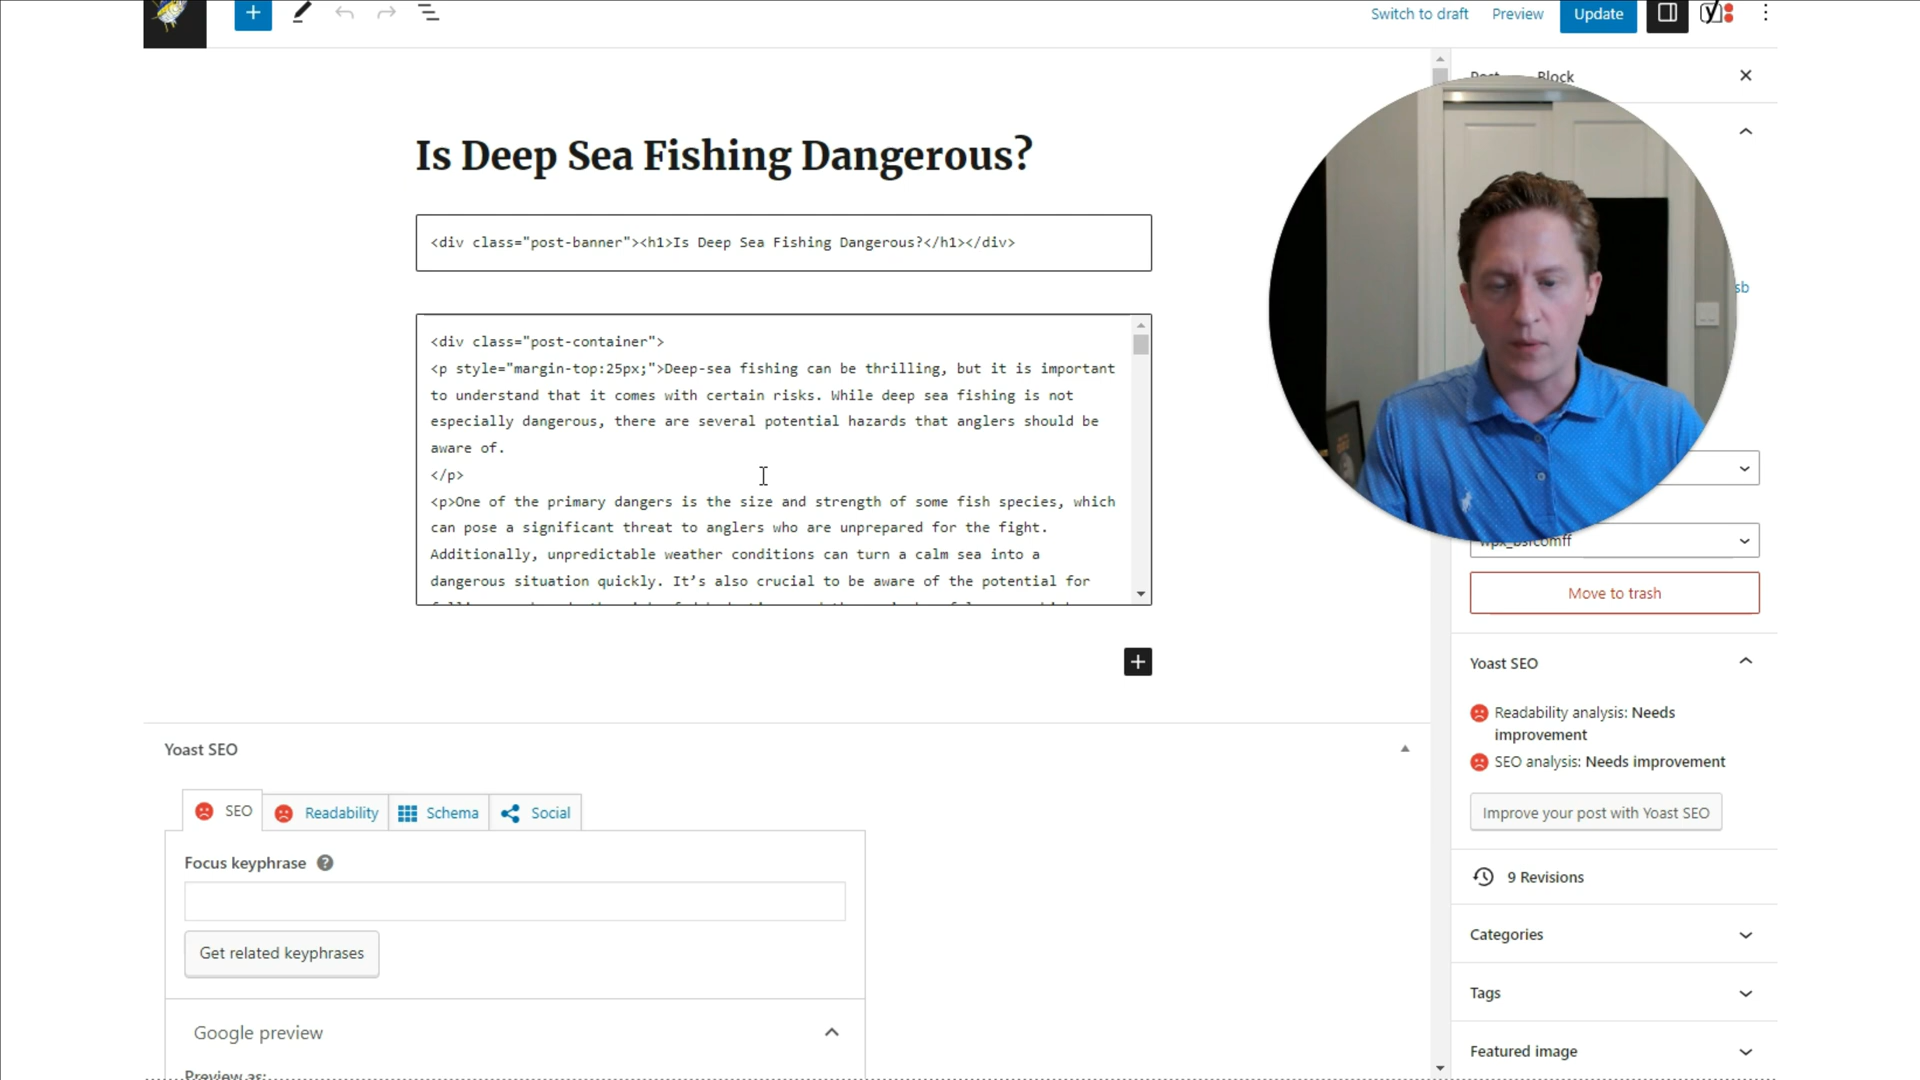 Switch to draft
Preview
Update
Post
Block
Is Deep Sea Fishing Dangerous?
<div class="post-banner"><h1>Is Deep Sea Fishing Dangerous?</h1></div>
<div class="post-container">
<p style="margin-top:25px;">Deep-sea fishing can be thrilling, but it is important
to understand that it comes with certain risks. While deep sea fishing is not
especially dangerous, there are several potential hazards that anglers should be
aware of.
</p>
<p>One of the primary dangers is the size and strength of some fish species, which
can pose a significant threat to anglers who are unprepared for the fight.
Additionally, unpredictable weather conditions can turn a calm sea into a
dangerous situation quickly. It’s also crucial to be aware of the potential for
sb
wpx_bsfcomff
Move to trash
Yoast SEO
Readability analysis: Needs
improvement
SEO analysis: Needs improvement
Improve your post with Yoast SEO
9 Revisions
Categories
Tags
Featured image
Yoast SEO
SEO
Readability
Schema
Social
Focus keyphrase
Get related keyphrases
Google preview
Preview as: